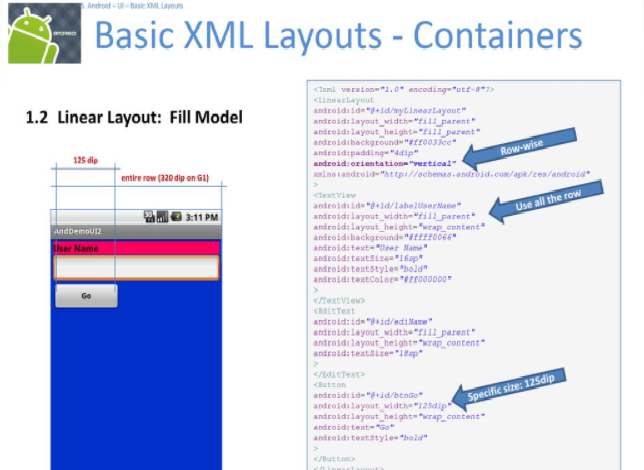 5. Android – UI – Basic XML Layouts
ANDROID
Basic XML Layouts - Containers
1.2 Linear Layout: Fill Model
125 dip
entire row (320 dip on G1)
3:11 PM
AndDemoUI2
User Name
Go
<?xml version="1.0" encoding="utf-8"?>
<LinearLayout
android:id="@+id/myLinearLayout"
android:layout_width="fill_parent"
android:layout_height="fill_parent"
android:background="#ff0033cc"
android:padding="4dip"
android:orientation="vertical"
xmlns:android="http://schemas.android.com/apk/res/android"
>
<TextView
android:id="@+id/labelUserName"
android:layout_width="fill_parent"
android:layout_height="wrap_content"
android:background="#ffff0066"
android:text="User Name"
android:textSize="16sp"
android:textStyle="bold"
android:textColor="#ff000000"
>
</TextView>
<EditText
android:id="@+id/ediName"
android:layout_width="fill_parent"
android:layout_height="wrap_content"
android:textSize="18sp"
>
</EditText>
<Button
android:id="@+id/btnGo"
android:layout_width="125dip"
android:layout_height="wrap_content"
android:text="Go"
android:textStyle="bold"
>
</Button>
</LinearLayout>
Row-wise
Use all the row
Specific size: 125dip